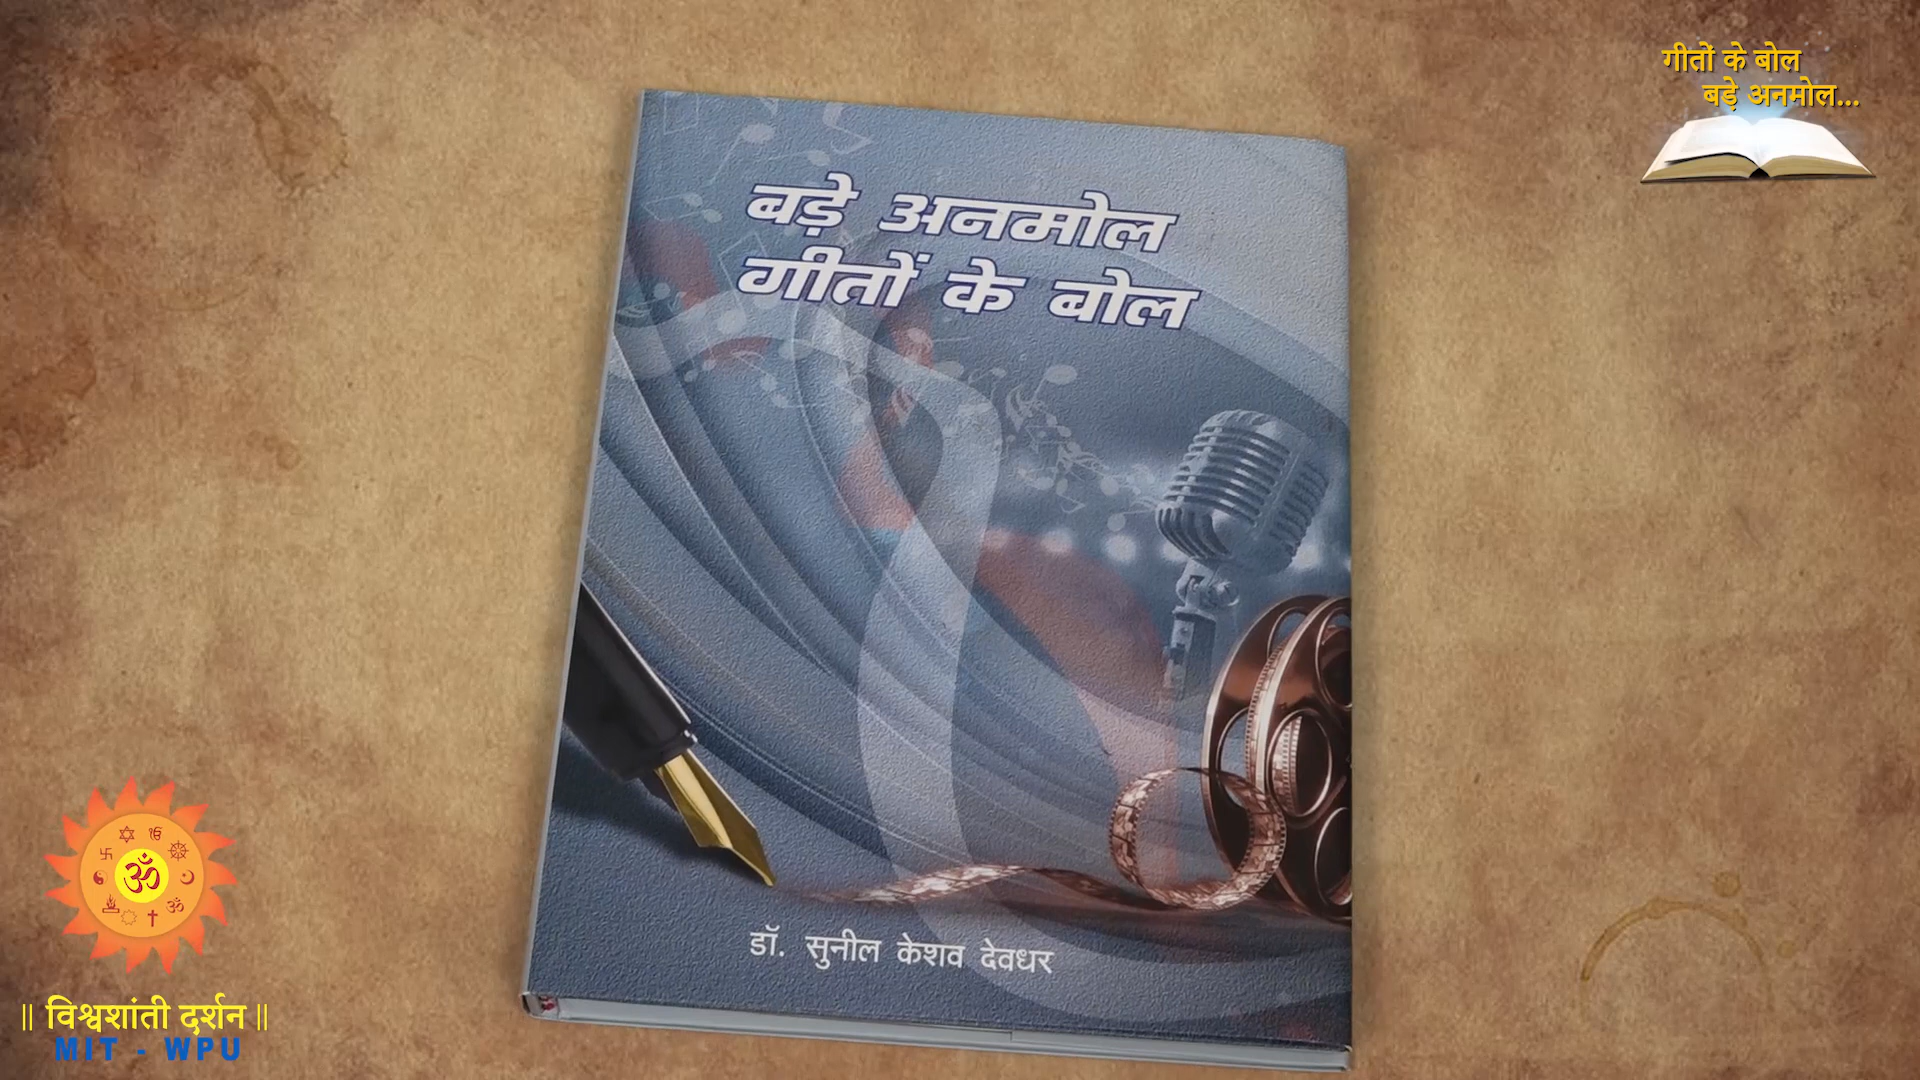 गीतों के बोल
बड़े अनमोल...
बड़े अनमोल
गीतों के बोल
डॉ. सुनील केशव देवधर
ॐ
|| विश्वशांती दर्शन ||
MIT - WPU